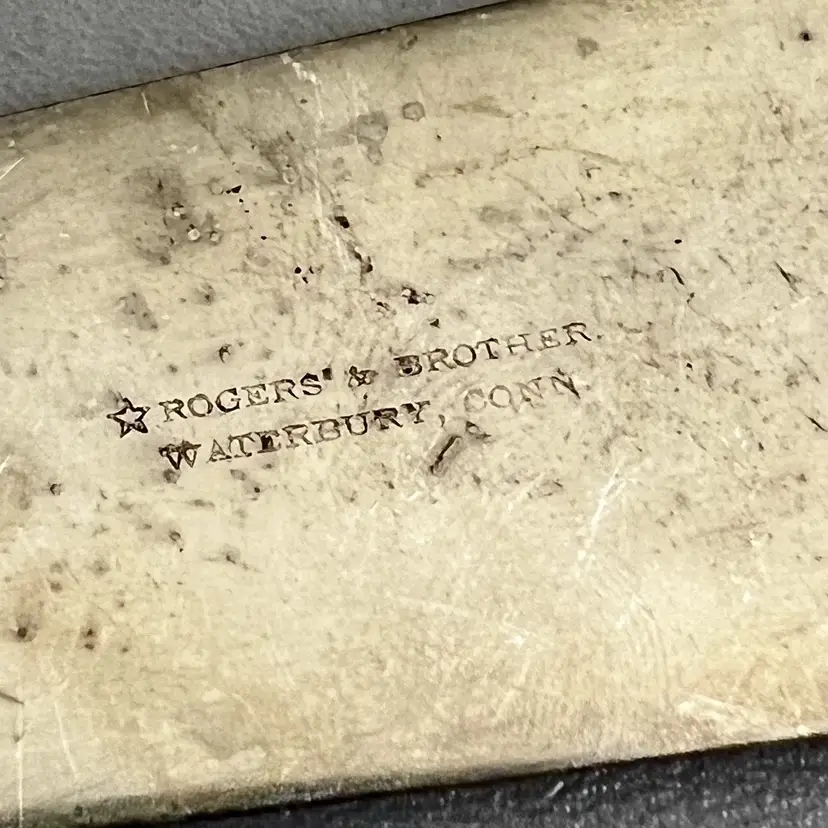 ☆ROGERS' & BROTHER.
WATERBURY, CONN.